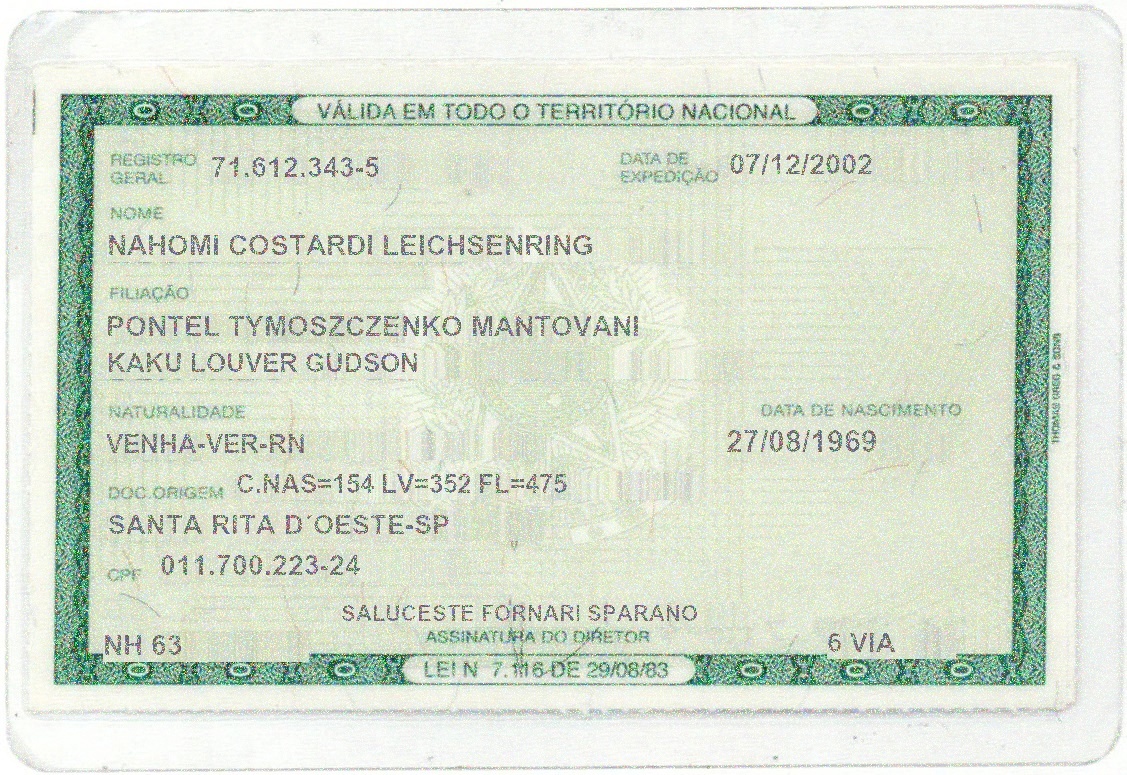 VÁLIDA EM TODO O TERRITÓRIO NACIONAL
REGISTRO GERAL 71.612.343-5 DATA DE EXPEDIÇÃO 07/12/2002
NOME
NAHOMI COSTARDI LEICHSENRING
FILIAÇÃO
PONTEL TYMOSZCZENKO MANTOVANI
KAKU LOUVER GUDSON
NATURALIDADE DATA DE NASCIMENTO
VENHA-VER-RN 27/08/1969
DOC.ORIGEM C.NAS=154 LV=352 FL=475
SANTA RITA D´OESTE-SP
CPF 011.700.223-24
SALUCESTE FORNARI SPARANO
NH 63 ASSINATURA DO DIRETOR 6 VIA
LEI N 7.116 DE 29/08/83
THOMAS GREG & SONS